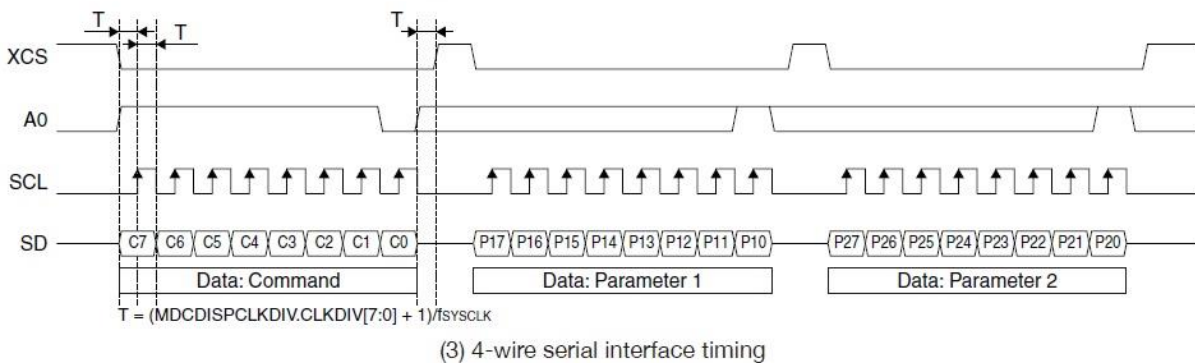 T T T
XCS
A0
SCL
SD C7 C6 C5 C4 C3 C2 C1 C0 P17 P16 P15 P14 P13 P12 P11 P10 P27 P26 P25 P24 P23 P22 P21 P20
Data: Command Data: Parameter 1 Data: Parameter 2
T = (MDCDISPCLKDIV.CLKDIV[7:0] + 1)/fSYSCLK
(3) 4-wire serial interface timing